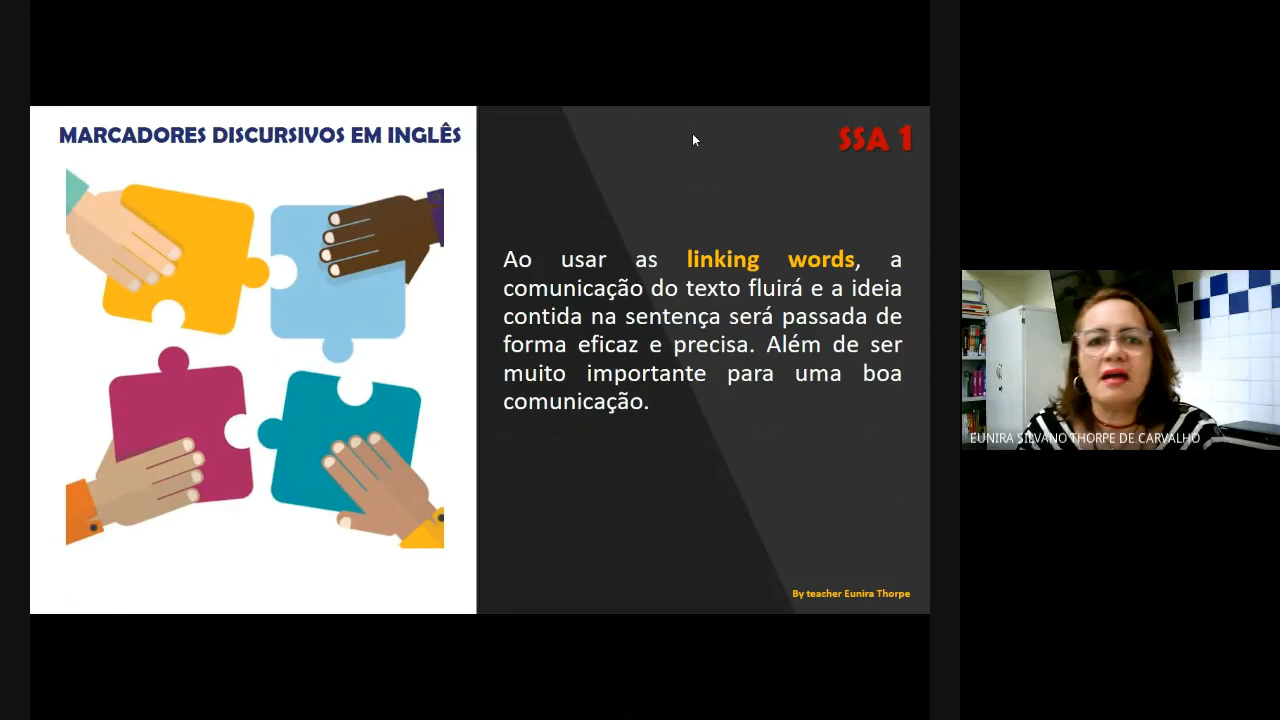 MARCADORES DISCURSIVOS EM INGLÊS
SSA 1
Ao usar as linking words, a
comunicação do texto fluirá e a ideia
contida na sentença será passada de
forma eficaz e precisa. Além de ser
muito importante para uma boa
comunicação.
By teacher Eunira Thorpe
EUNIRA SILVANO THORPE DE CARVALHO